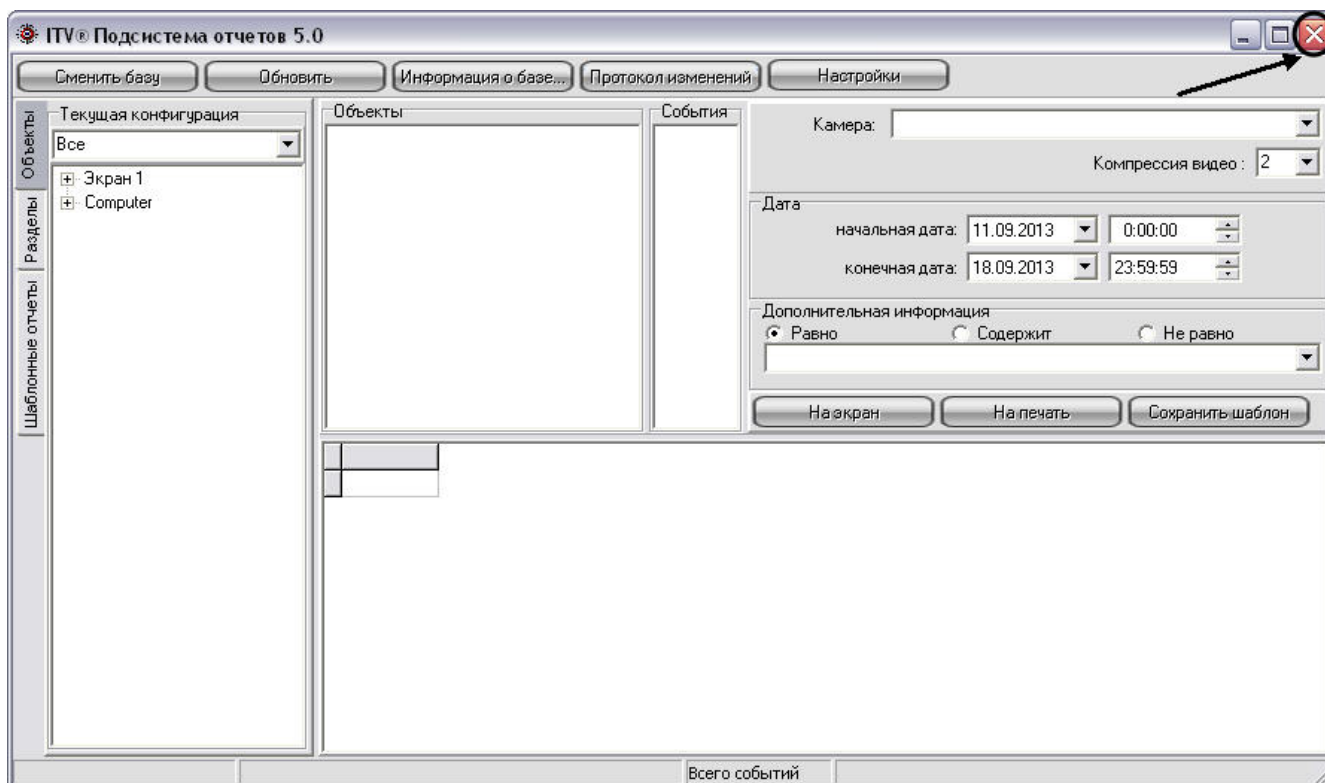 ITV® Подсистема отчетов 5.0
Сменить базу
Обновить
Информация о базе...
Протокол изменений
Настройки
Объекты
Разделы
Шаблонные отчеты
Текущая конфигурация
Все
Экран 1
Computer
Объекты
События
Камера:
Компрессия видео : 2
Дата
начальная дата: 11.09.2013 0:00:00
конечная дата: 18.09.2013 23:59:59
Дополнительная информация
Равно Содержит Не равно
На экран
На печать
Сохранить шаблон
Всего событий